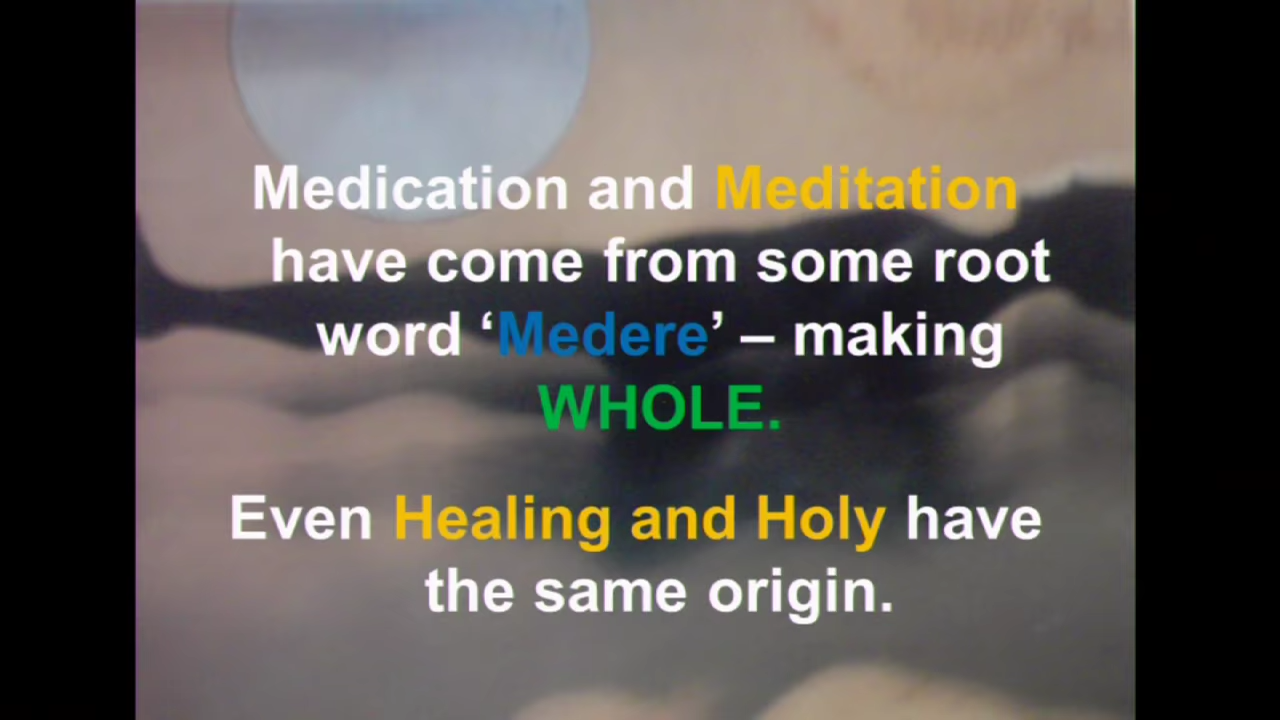 Medication and Meditation
have come from some root
word ‘Medere’ – making
WHOLE.
Even Healing and Holy have
the same origin.